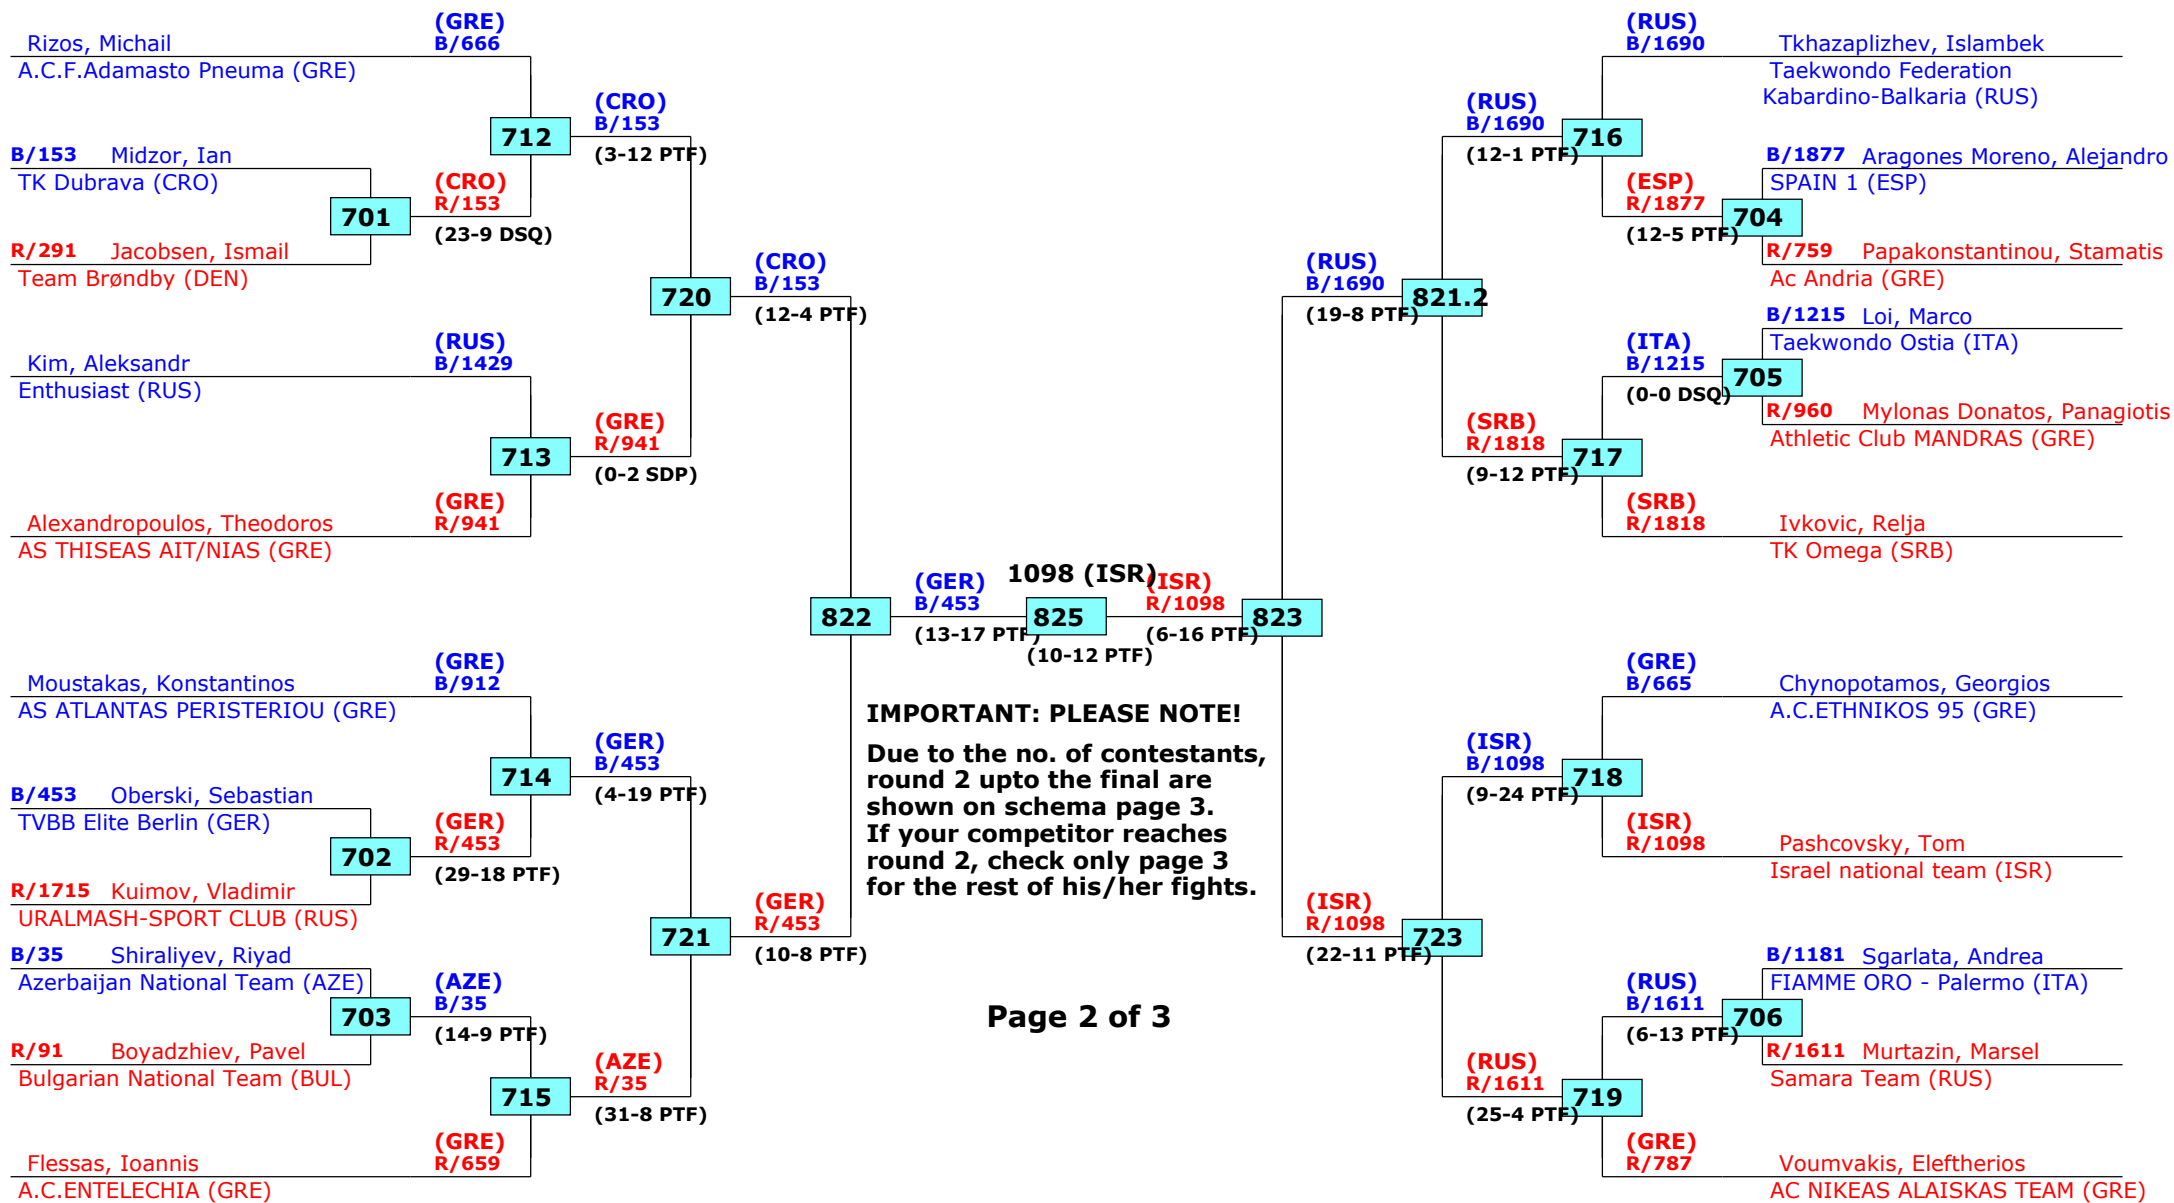 (GRE)
Rizos, Michail B/666
A.C.F.Adamasto Pneuma (GRE)
(CRO)
B/153
712
(3-12 PTF)
B/153 Midzor, Ian
TK Dubrava (CRO)
(CRO)
R/153
701
(23-9 DSQ)
R/291 Jacobsen, Ismail
Team Brøndby (DEN)
(CRO)
B/153
720
(12-4 PTF)
(RUS)
Kim, Aleksandr B/1429
Enthusiast (RUS)
(GRE)
R/941
713
(0-2 SDP)
(GRE)
Alexandropoulos, Theodoros R/941
AS THISEAS AIT/NIAS (GRE)
1098 (ISR)
(GER)
B/453
822
825
(13-17 PTF)
(10-12 PTF)
(ISR)
R/1098
823
(6-16 PTF)
(GRE)
Moustakas, Konstantinos B/912
AS ATLANTAS PERISTERIOU (GRE)
(GER)
B/453
714
(4-19 PTF)
B/453 Oberski, Sebastian
TVBB Elite Berlin (GER)
(GER)
R/453
702
(29-18 PTF)
R/1715 Kuimov, Vladimir
URALMASH-SPORT CLUB (RUS)
(GER)
R/453
721
(10-8 PTF)
B/35 Shiraliyev, Riyad
Azerbaijan National Team (AZE)
(AZE)
B/35
703
(14-9 PTF)
R/91 Boyadzhiev, Pavel
Bulgarian National Team (BUL)
(AZE)
R/35
715
(31-8 PTF)
(GRE)
Flessas, Ioannis R/659
A.C.ENTELECHIA (GRE)
IMPORTANT: PLEASE NOTE!
Due to the no. of contestants,
round 2 upto the final are
shown on schema page 3.
If your competitor reaches
round 2, check only page 3
for the rest of his/her fights.
Page 2 of 3
(RUS)
B/1690 Tkhazaplizhev, Islambek
Taekwondo Federation
Kabardino-Balkaria (RUS)
(RUS)
B/1690
716
(12-1 PTF)
B/1877 Aragones Moreno, Alejandro
SPAIN 1 (ESP)
(ESP)
R/1877
704
(12-5 PTF)
R/759 Papakonstantinou, Stamatis
Ac Andria (GRE)
(RUS)
B/1690
821.2
(19-8 PTF)
B/1215 Loi, Marco
Taekwondo Ostia (ITA)
(ITA)
B/1215
705
(0-0 DSQ)
R/960 Mylonas Donatos, Panagiotis
Athletic Club MANDRAS (GRE)
(SRB)
R/1818
717
(9-12 PTF)
(SRB)
R/1818 Ivkovic, Relja
TK Omega (SRB)
(GRE)
B/665 Chynopotamos, Georgios
A.C.ETHNIKOS 95 (GRE)
(ISR)
B/1098
718
(9-24 PTF)
(ISR)
R/1098 Pashcovsky, Tom
Israel national team (ISR)
(ISR)
R/1098
723
(22-11 PTF)
B/1181 Sgarlata, Andrea
FIAMME ORO - Palermo (ITA)
(RUS)
B/1611
706
(6-13 PTF)
R/1611 Murtazin, Marsel
Samara Team (RUS)
(RUS)
R/1611
719
(25-4 PTF)
(GRE)
R/787 Voumvakis, Eleftherios
AC NIKEAS ALAISKAS TEAM (GRE)